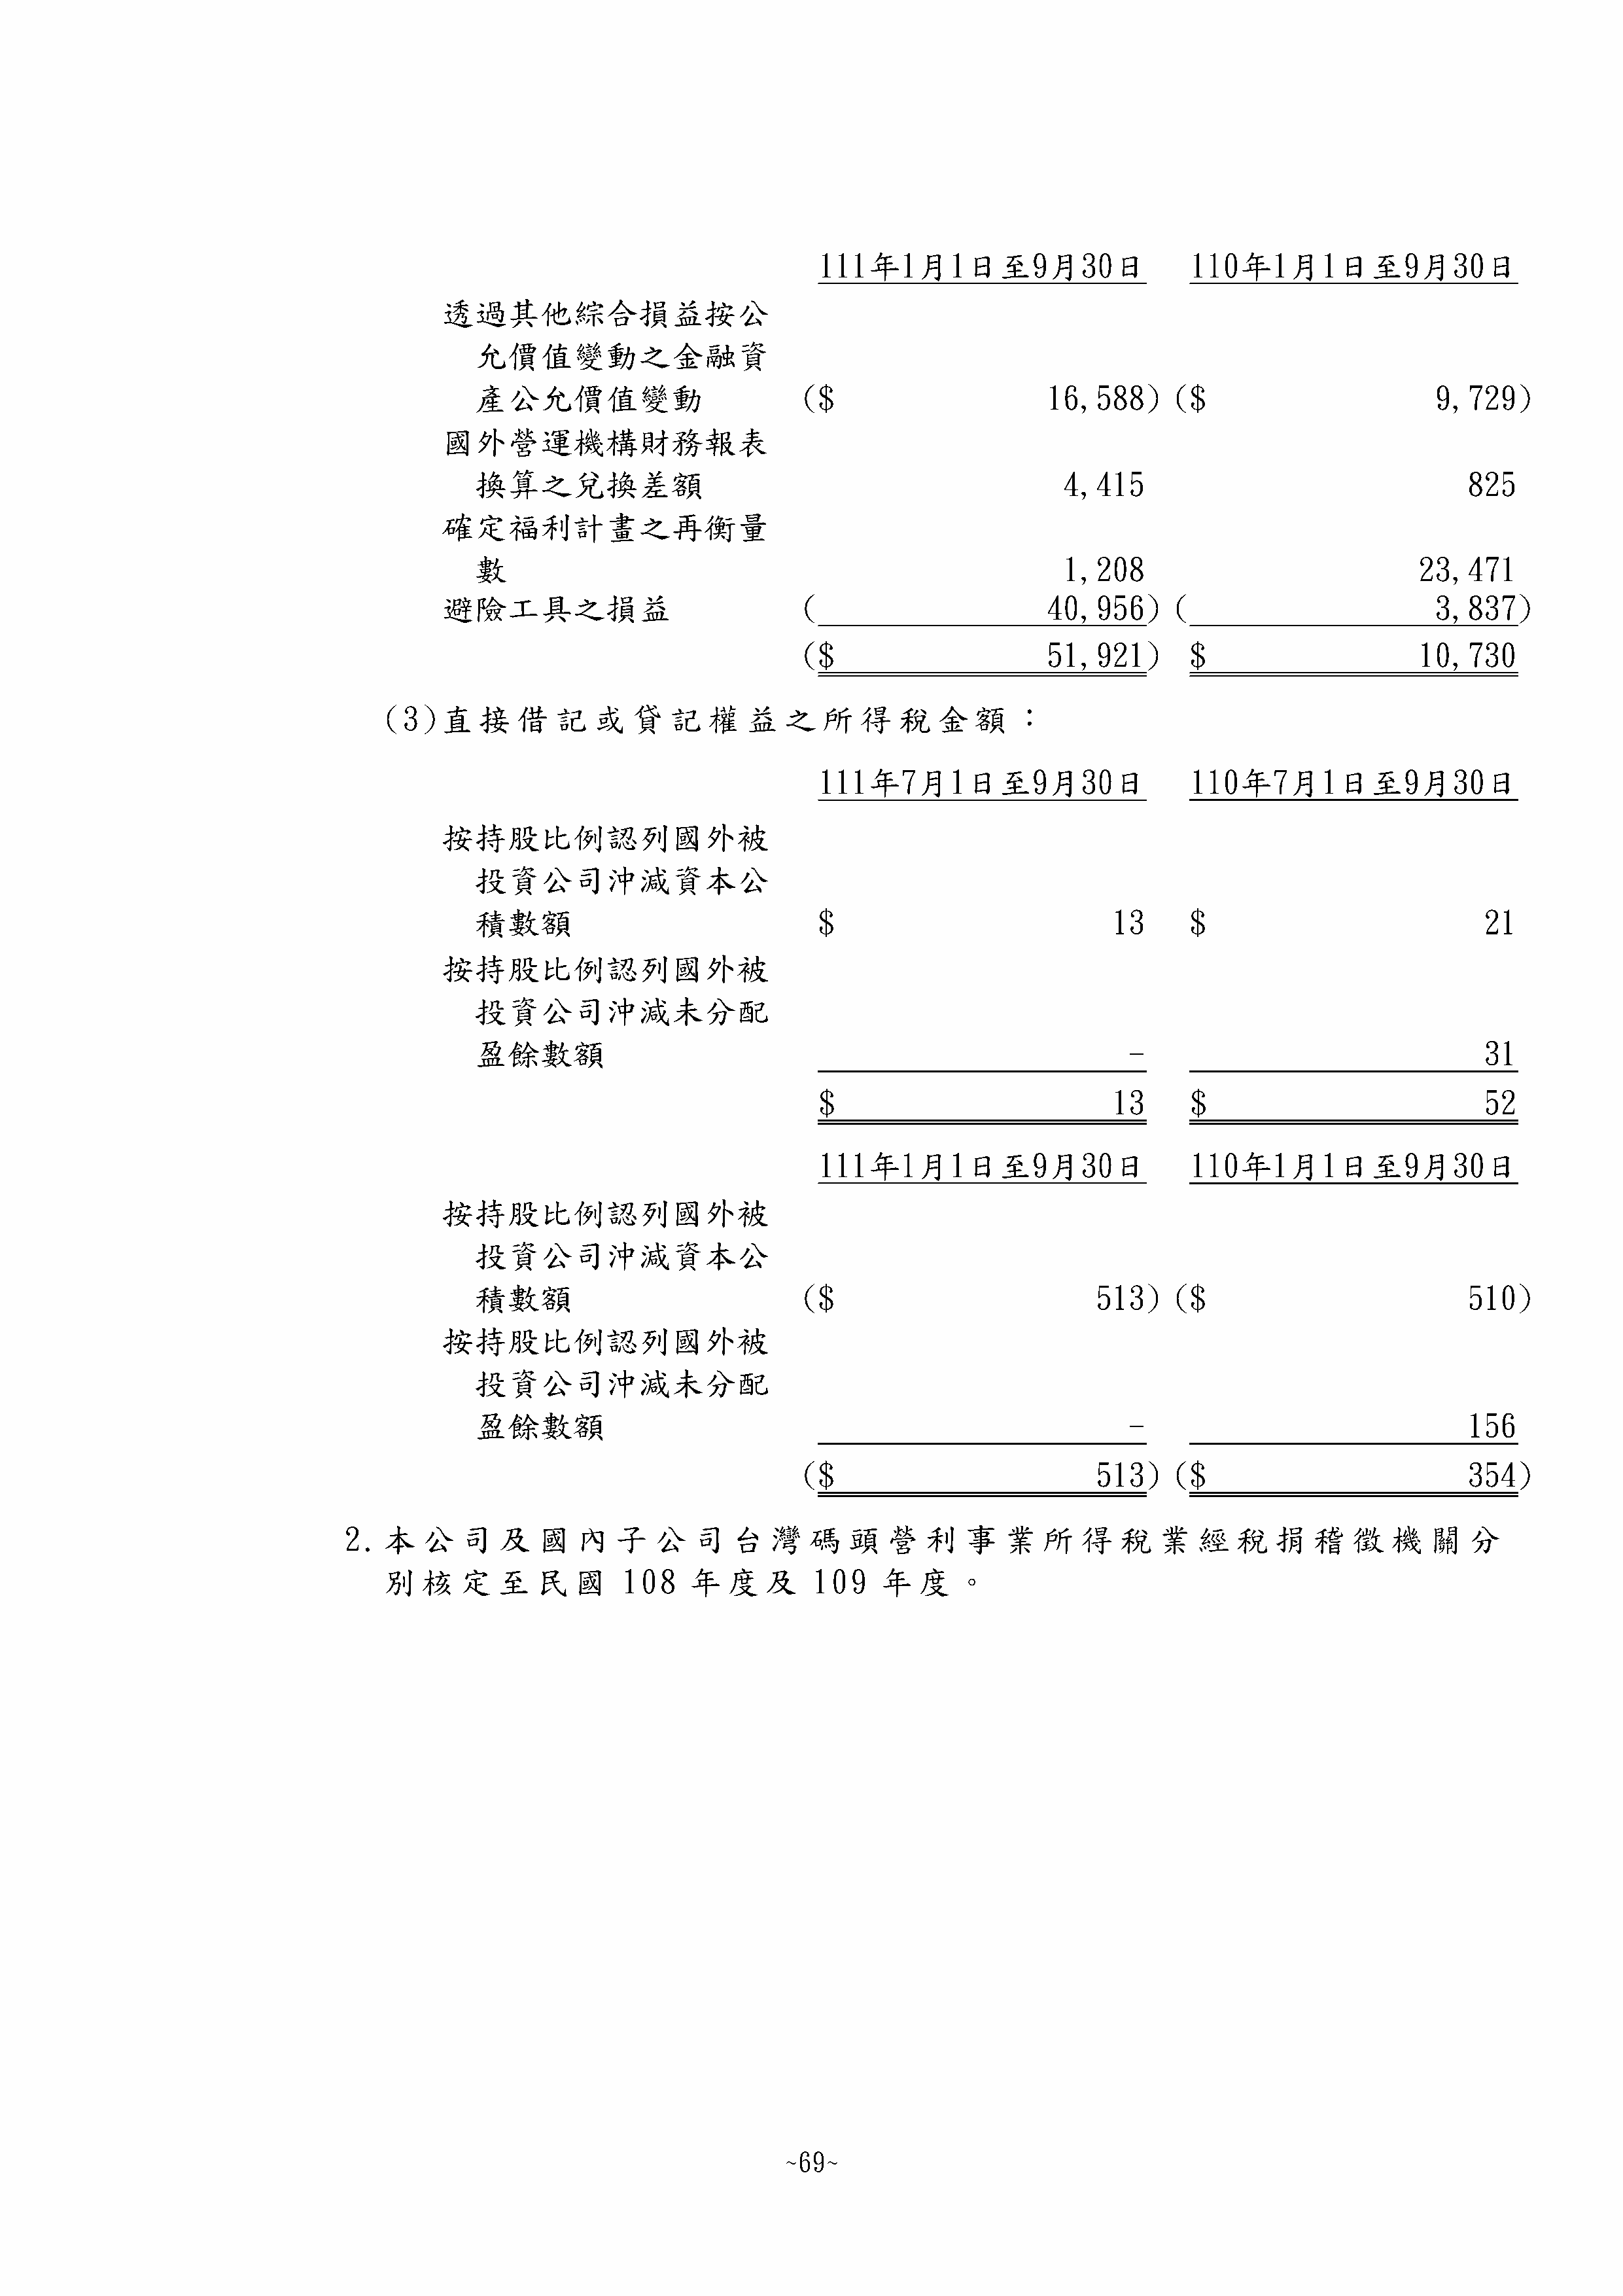 111年1月1日至9月30日 110年1月1日至9月30日
透過其他綜合損益按公
允價值變動之金融資
產公允價值變動 ($ 16,588) ($ 9,729)
國外營運機構財務報表
換算之兌換差額 4,415 825
確定福利計畫之再衡量
數 1,208 23,471
避險工具之損益 ( 40,956) ( 3,837)
($ 51,921) $ 10,730
(3)直接借記或貸記權益之所得稅金額：
111年7月1日至9月30日 110年7月1日至9月30日
按持股比例認列國外被
投資公司沖減資本公
積數額 $ 13 $ 21
按持股比例認列國外被
投資公司沖減未分配
盈餘數額 - 31
$ 13 $ 52
111年1月1日至9月30日 110年1月1日至9月30日
按持股比例認列國外被
投資公司沖減資本公
積數額 ($ 513) ($ 510)
按持股比例認列國外被
投資公司沖減未分配
盈餘數額 - 156
($ 513) ($ 354)
2.本公司及國內子公司台灣碼頭營利事業所得稅業經稅捐稽徵機關分
別核定至民國 108 年度及 109 年度。
~69~